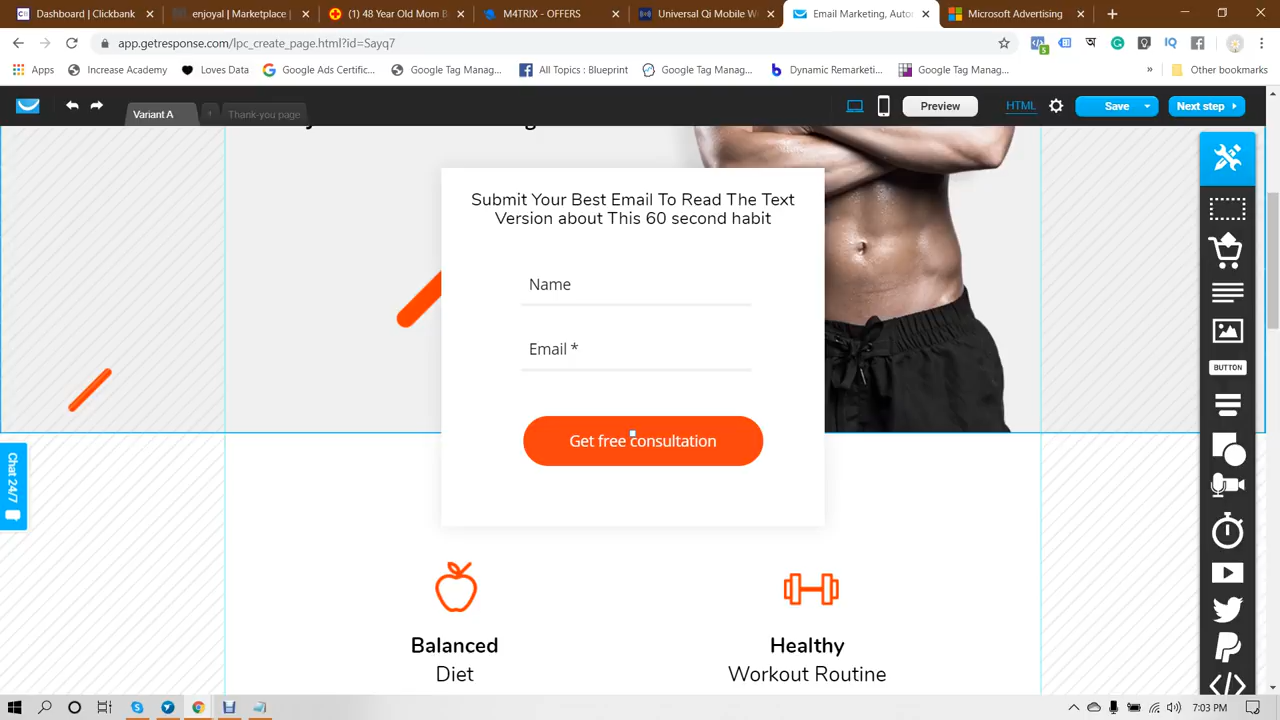 Dashboard | Clickbank
enjoyal | Marketplace
(1) 48 Year Old Mom B
M4TRIX - OFFERS
Universal Qi Mobile W
Email Marketing, Auto
Microsoft Advertising
app.getresponse.com/lpc_create_page.html?id=Sayq7
5
Apps
Increase Academy
Loves Data
Google Ads Certific...
Google Tag Manag...
All Topics : Blueprint
Google Tag Manag...
Dynamic Remarketi...
Google Tag Manag...
»
Other bookmarks
Variant A
Thank-you page
Preview
HTML
Save
Next step
Submit Your Best Email To Read The Text
Version about This 60 second habit
Name
Email *
Get free consultation
BUTTON
Chat 24/7
Balanced
Diet
Healthy
Workout Routine
7:03 PM